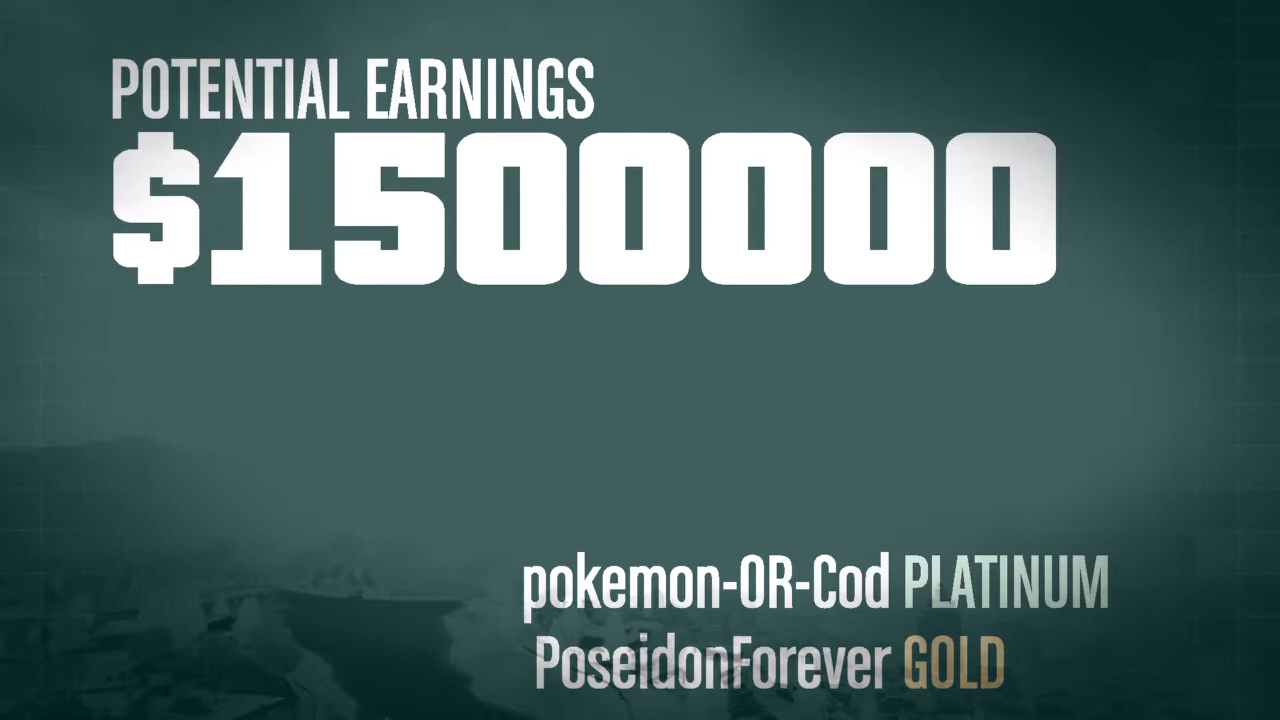 POTENTIAL EARNINGS
$1500000
pokemon-OR-Cod PLATINUM
PoseidonForever GOLD